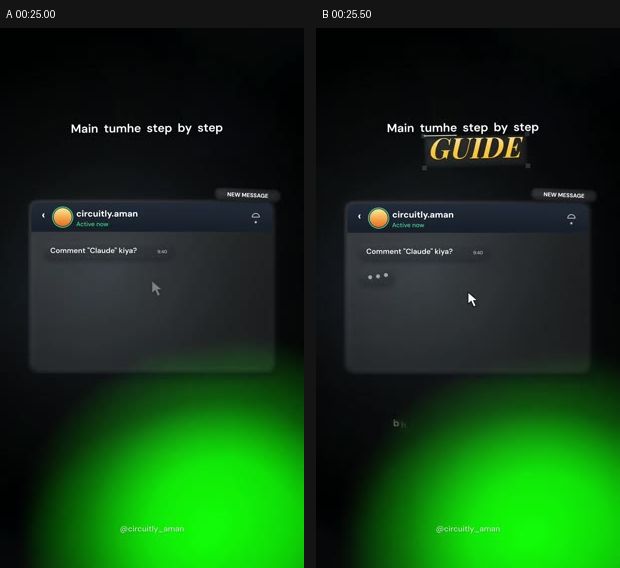 A 00:25.00
Main tumhe step by step
NEW MESSAGE
circuitly.aman
Active now
Comment "Claude" kiya?
9:40
@circuitly_aman
B 00:25.50
Main tumhe step by step
GUIDE
NEW MESSAGE
circuitly.aman
Active now
Comment "Claude" kiya?
9:40
@circuitly_aman